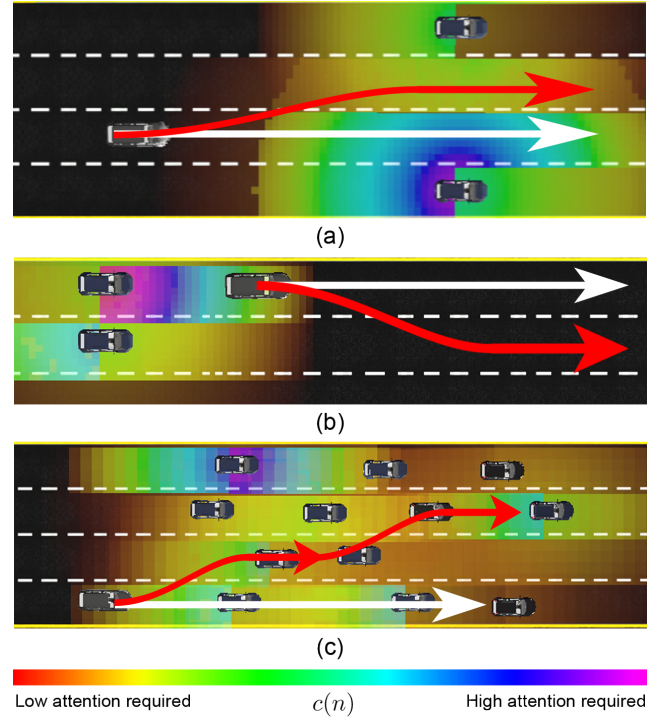 (a)
(b)
(c)
Low attention required c(n) High attention required